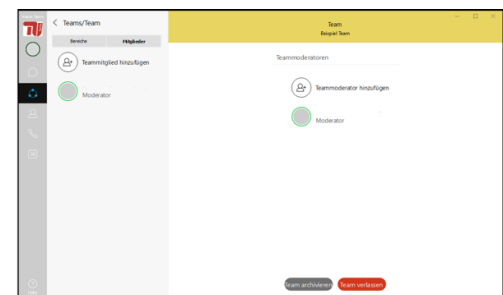 Teams/Team
Bereiche
Mitglieder
Teammitglied hinzufügen
Moderator
Team
Beispiel Team
Teammoderatoren
Teammoderator hinzufügen
Moderator
Team archivieren
Team verlassen